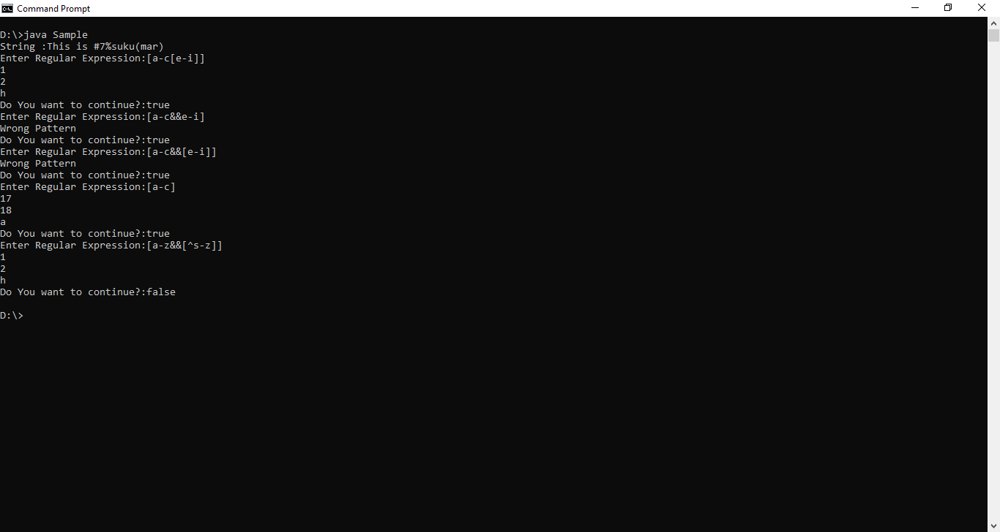 Command Prompt
D:\>java Sample
String :This is #7%suku(mar)
Enter Regular Expression:[a-c[e-i]]
1
2
h
Do You want to continue?:true
Enter Regular Expression:[a-c&&e-i]
Wrong Pattern
Do You want to continue?:true
Enter Regular Expression:[a-c&&[e-i]]
Wrong Pattern
Do You want to continue?:true
Enter Regular Expression:[a-c]
17
18
a
Do You want to continue?:true
Enter Regular Expression:[a-z&&[^s-z]]
1
2
h
Do You want to continue?:false
D:\>